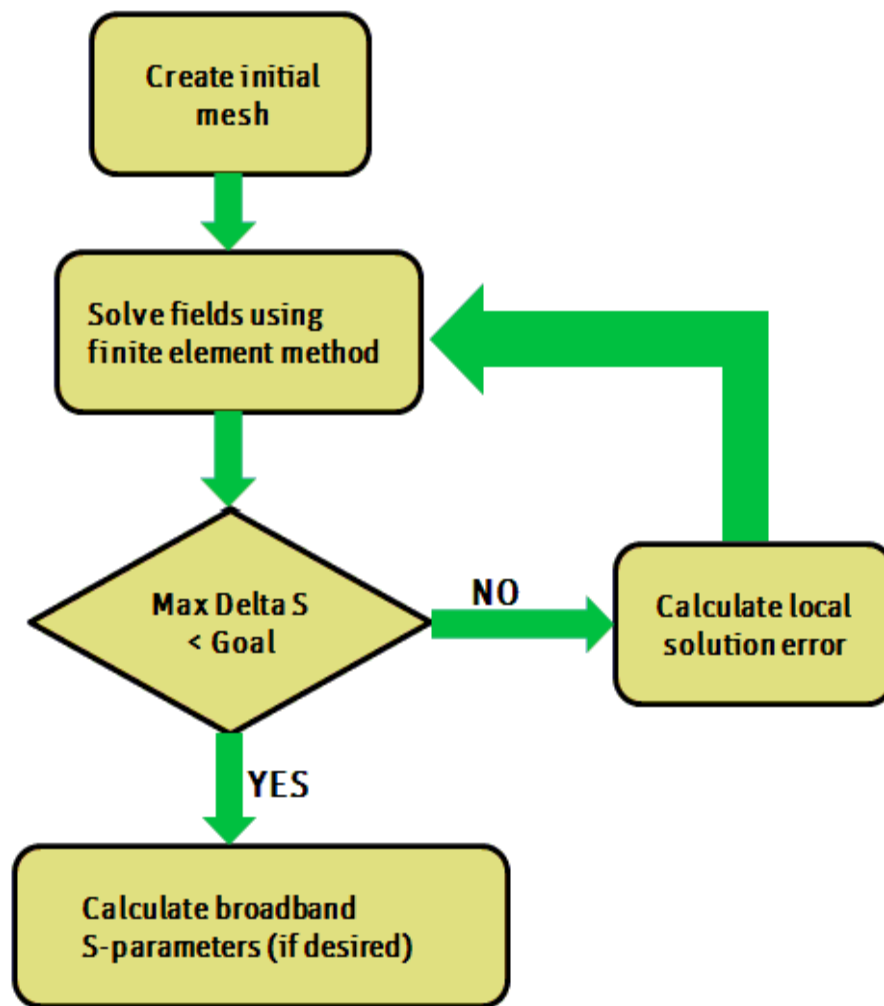 Create initial
mesh
Solve fields using
finite element method
Max Delta S
< Goal
NO
Calculate local
solution error
YES
Calculate broadband
S-parameters (if desired)